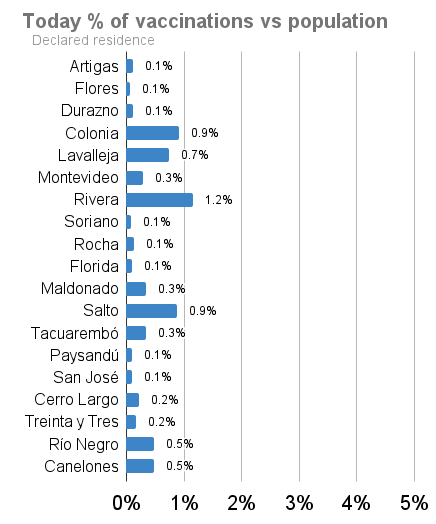 Today % of vaccinations vs population
Declared residence
Artigas 0.1%
Flores 0.1%
Durazno 0.1%
Colonia 0.9%
Lavalleja 0.7%
Montevideo 0.3%
Rivera 1.2%
Soriano 0.1%
Rocha 0.1%
Florida 0.1%
Maldonado 0.3%
Salto 0.9%
Tacuarembó 0.3%
Paysandú 0.1%
San José 0.1%
Cerro Largo 0.2%
Treinta y Tres 0.2%
Río Negro 0.5%
Canelones 0.5%
0% 1% 2% 3% 4% 5%